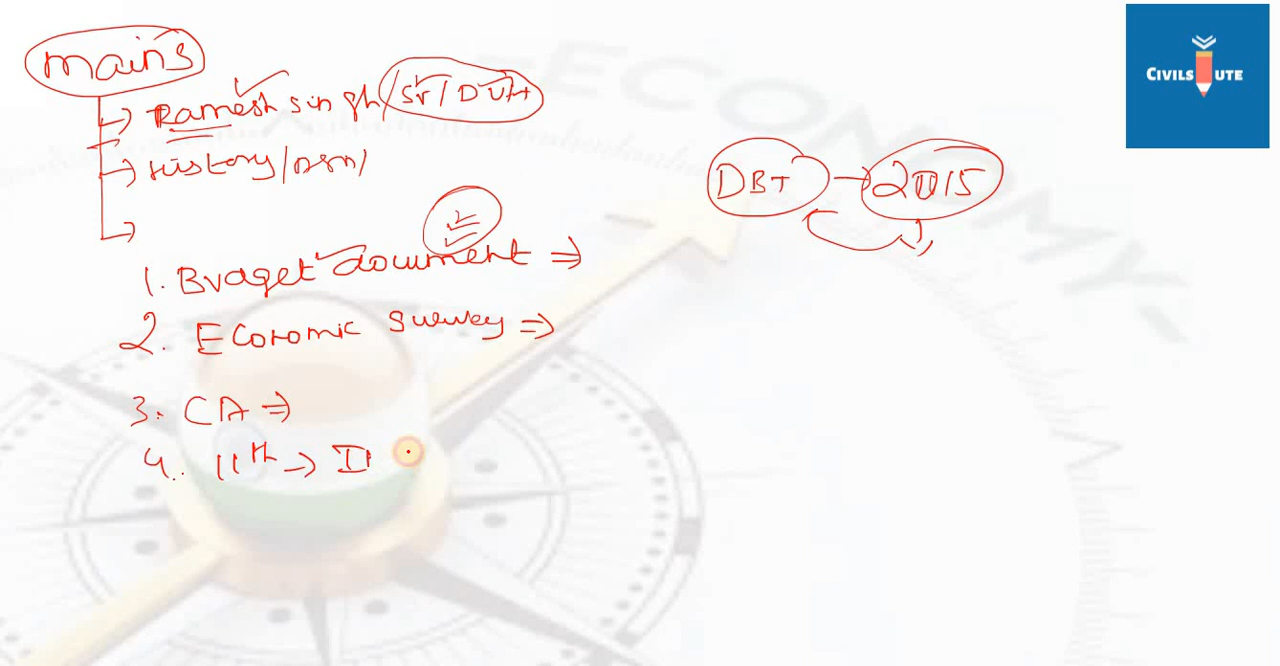 mains
Ramesh singh/Sr/Dutt
History/
DBT → 2015
1. Budget document ⇒
2. Economic Survey ⇒
3. CA ⇒
4. 11th → I
ECONOMY
CIVILS UTE